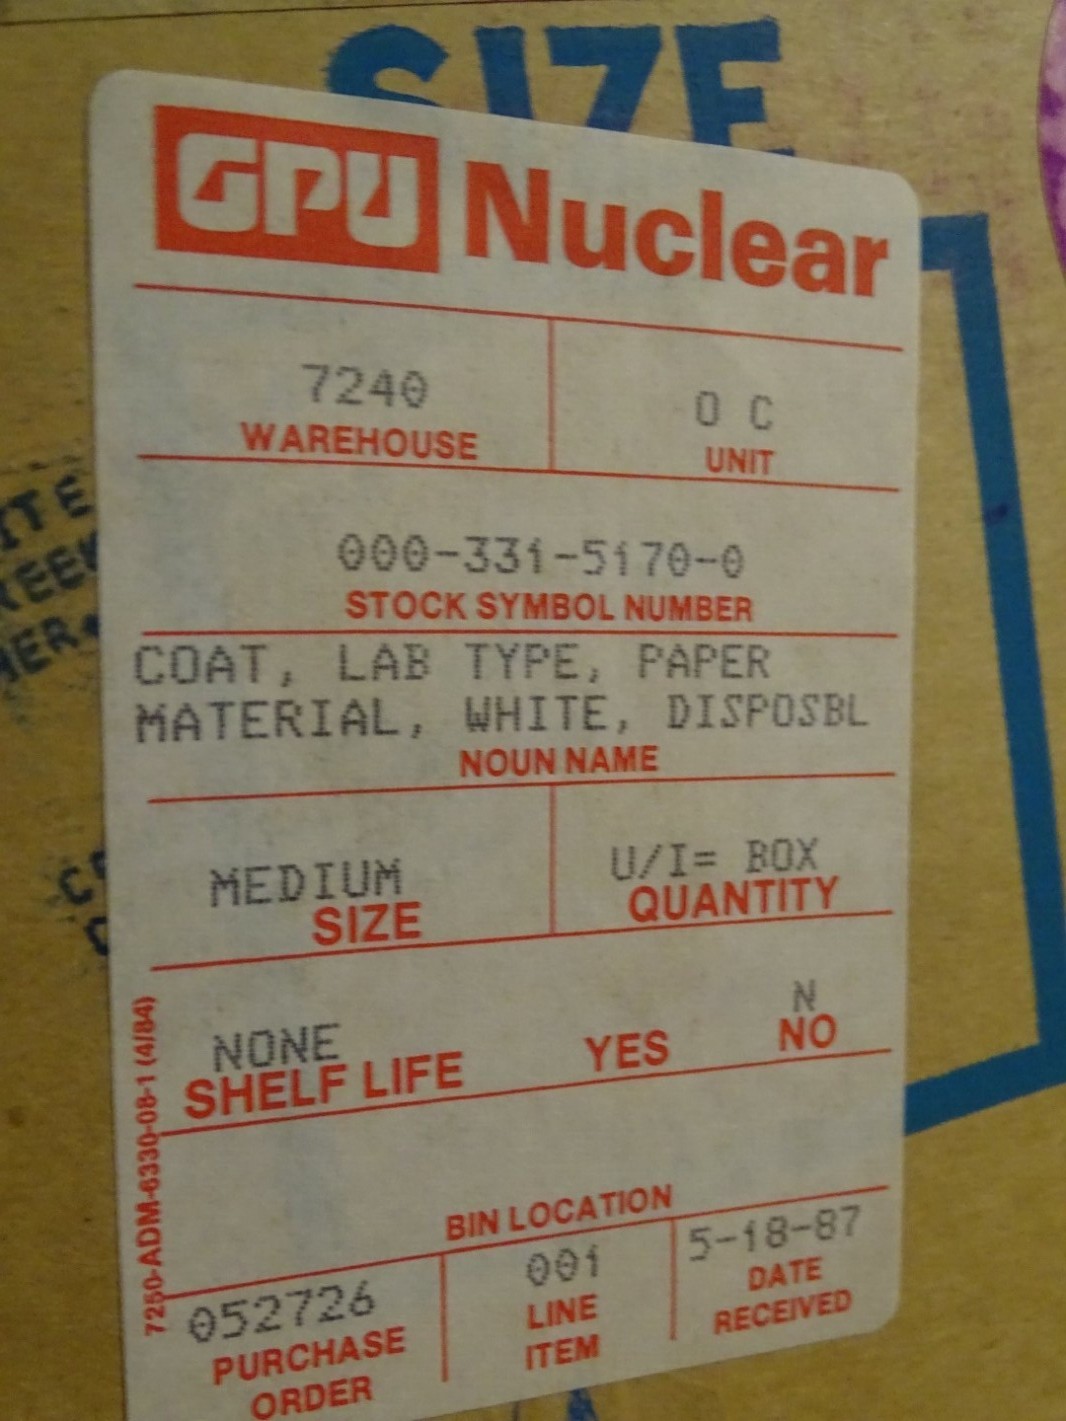 SIZE
GPU Nuclear
7240
WAREHOUSE
O C
UNIT
000-331-5170-0
STOCK SYMBOL NUMBER
COAT, LAB TYPE, PAPER
MATERIAL, WHITE, DISPOSBL
NOUN NAME
MEDIUM
SIZE
U/I= BOX
QUANTITY
NONE
SHELF LIFE
YES
N
NO
BIN LOCATION
052726
PURCHASE
ORDER
001
LINE
ITEM
5-18-87
DATE
RECEIVED
7250-ADM-6330-08-1 (4/84)